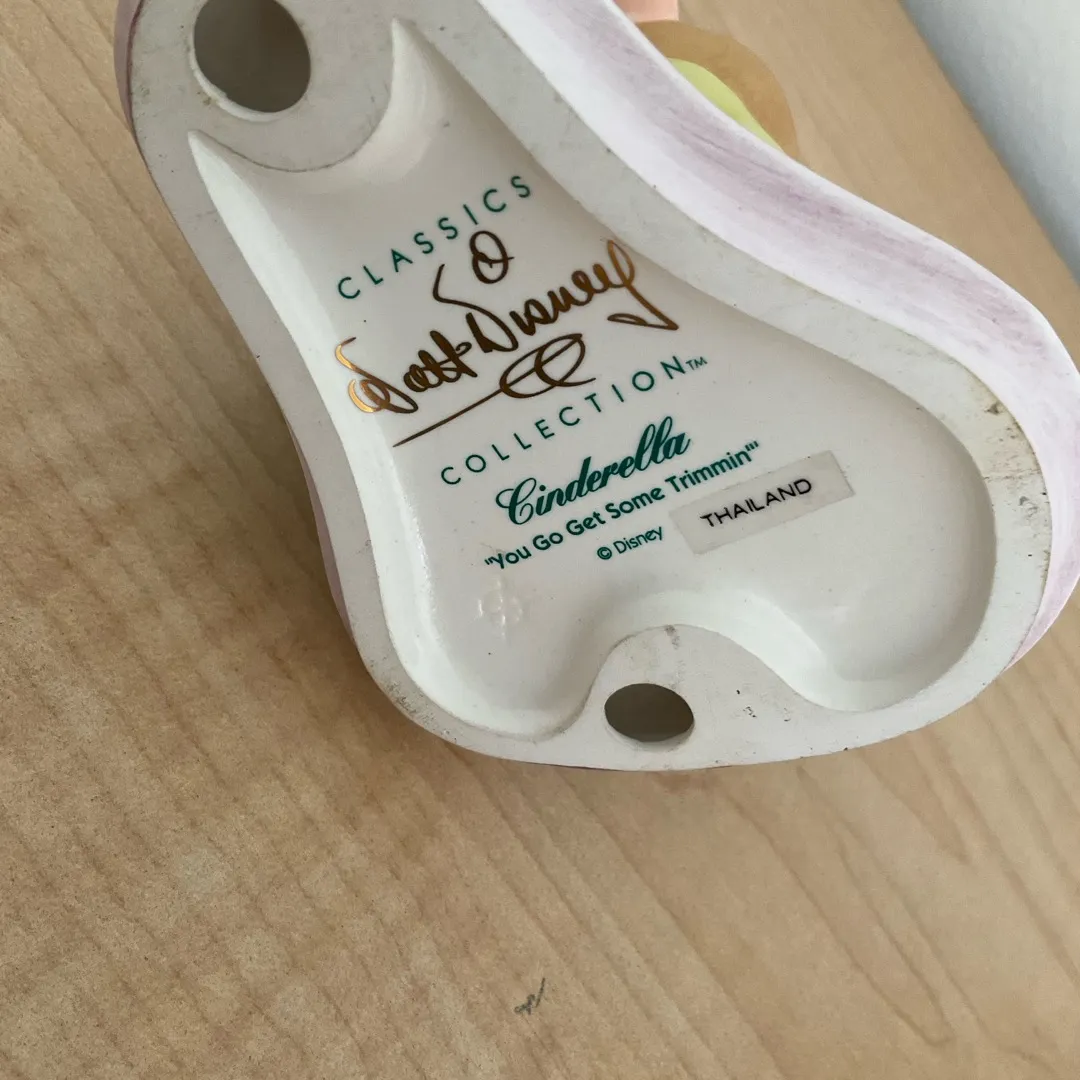 CLASSICS
Walt Disney
COLLECTION™
Cinderella
"You Go Get Some Trimmin'"
© Disney
THAILAND